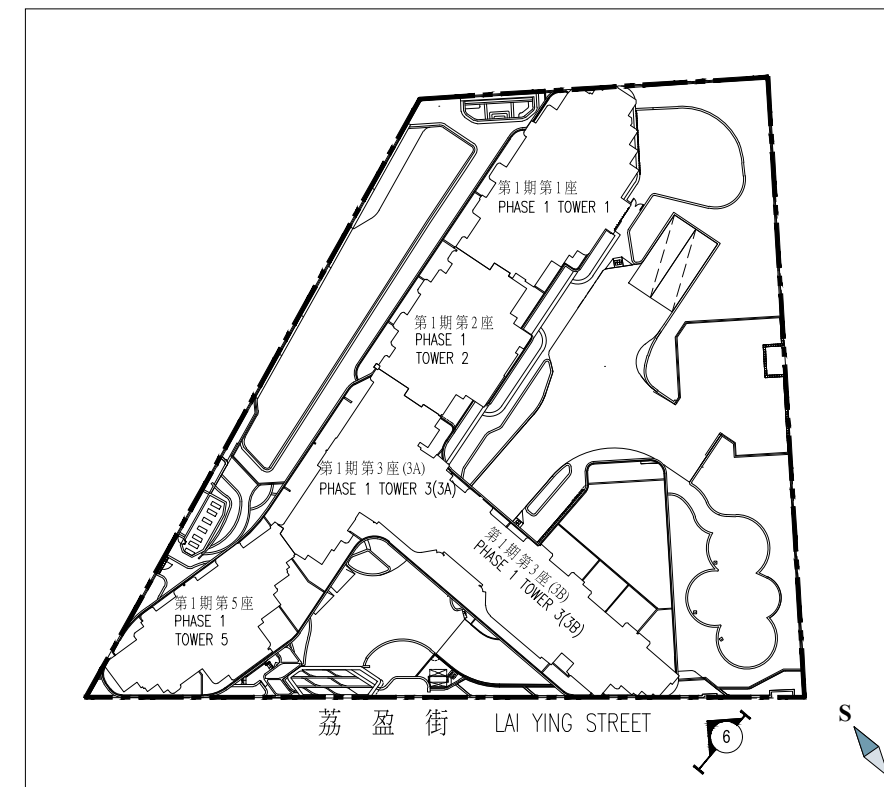 第1期第1座
PHASE 1 TOWER 1
第1期第2座
PHASE 1
TOWER 2
第1期第3座(3A)
PHASE 1 TOWER 3(3A)
第1期第3座(3B)
PHASE 1 TOWER 3(3B)
第1期第5座
PHASE 1
TOWER 5
荔盈街 LAI YING STREET
6
S